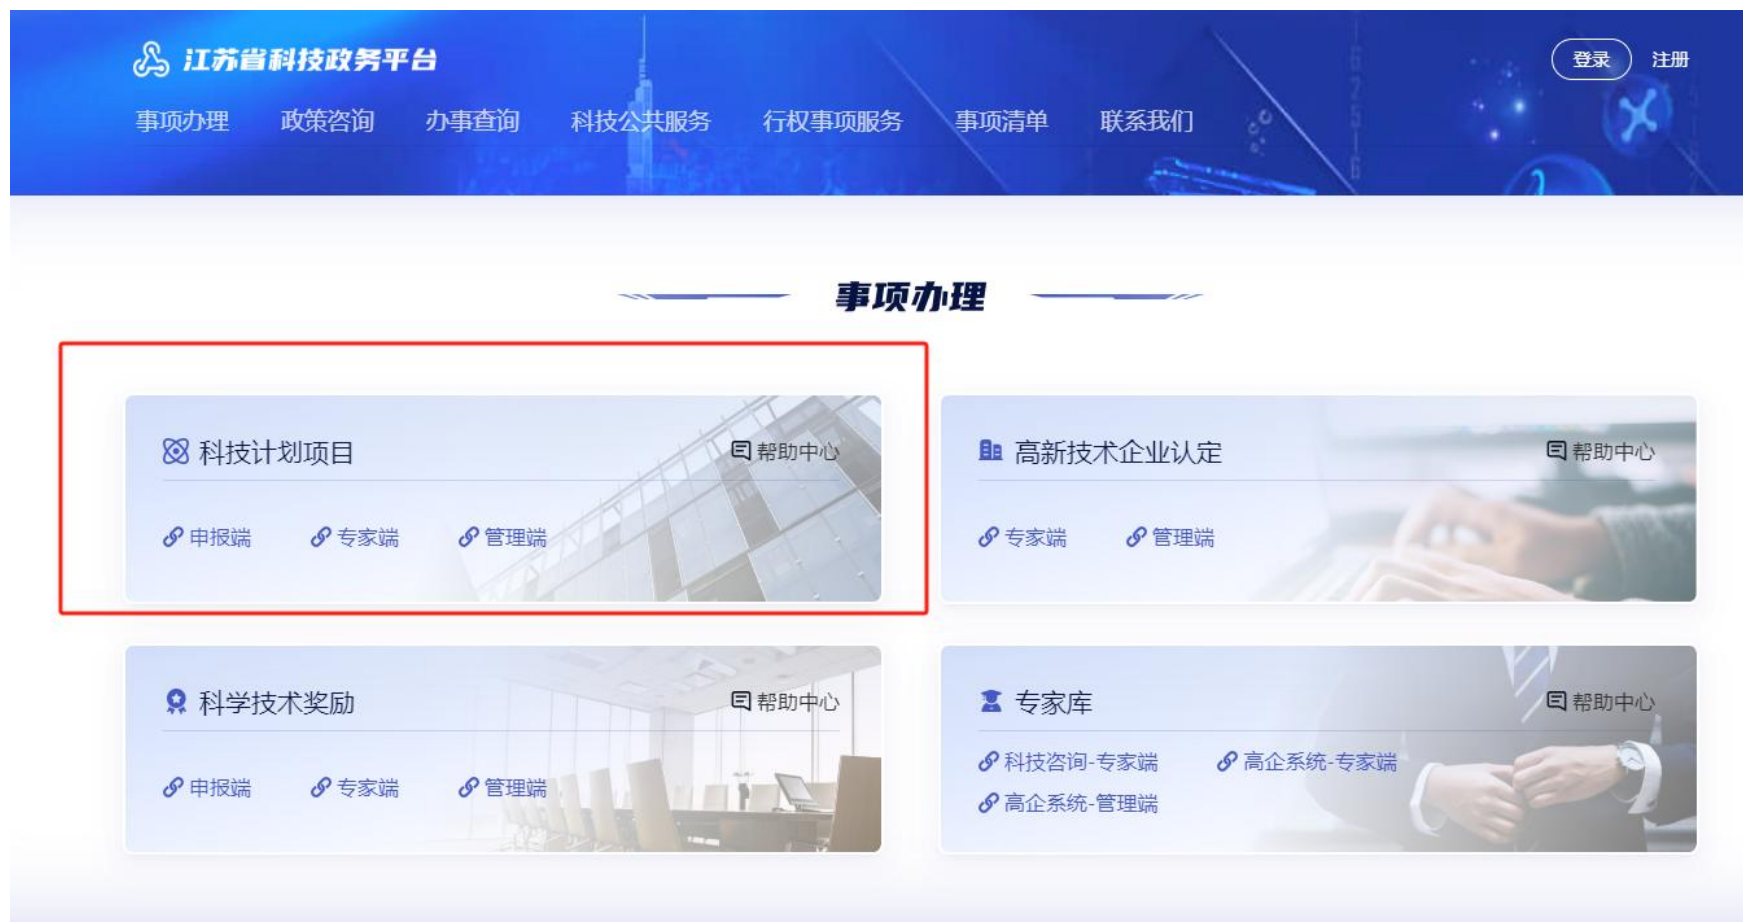 江苏省科技政务平台
登录 注册
事项办理 政策咨询 办事查询 科技公共服务 行权事项服务 事项清单 联系我们
事项办理
科技计划项目 帮助中心
申报端 专家端 管理端
高新技术企业认定 帮助中心
专家端 管理端
科学技术奖励 帮助中心
申报端 专家端 管理端
专家库 帮助中心
科技咨询-专家端 高企系统-专家端
高企系统-管理端